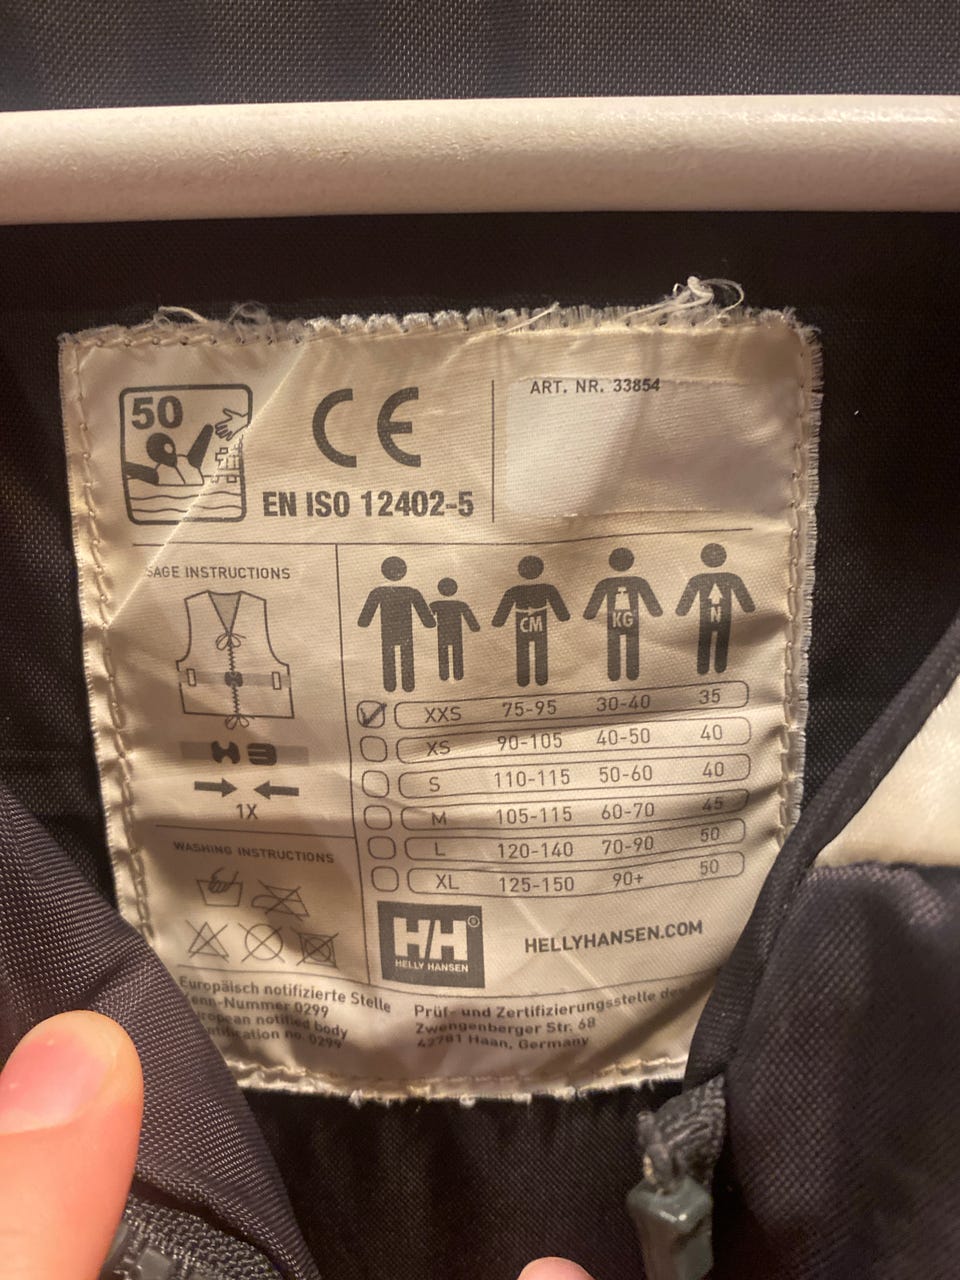 50
CE
EN ISO 12402-5
ART. NR. 33854
SAGE INSTRUCTIONS
1X
WASHING INSTRUCTIONS
CM KG N
XXS 75-95 30-40 35
XS 90-105 40-50 40
S 110-115 50-60 40
M 105-115 60-70 45
L 120-140 70-90 50
XL 125-150 90+ 50
HH®
HELLY HANSEN
HELLYHANSEN.COM
Europäisch notifizierte Stelle
Kenn-Nummer 0299
European notified body
identification no. 0299
Prüf- und Zertifizierungsstelle des
Zwengenberger Str. 68
42781 Haan, Germany